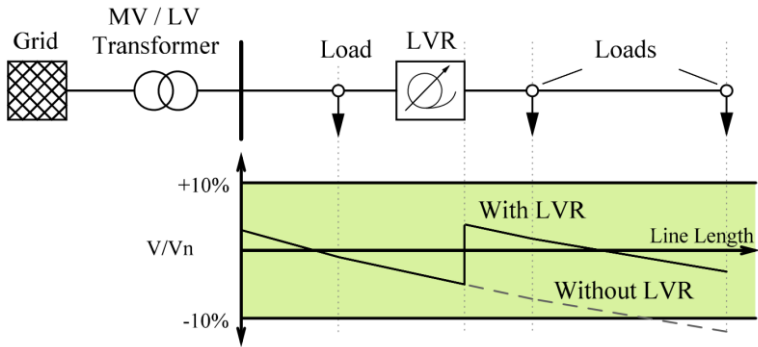 Grid
MV / LV
Transformer
Load
LVR
Loads
+10%
V/Vn
-10%
With LVR
Line Length
Without LVR